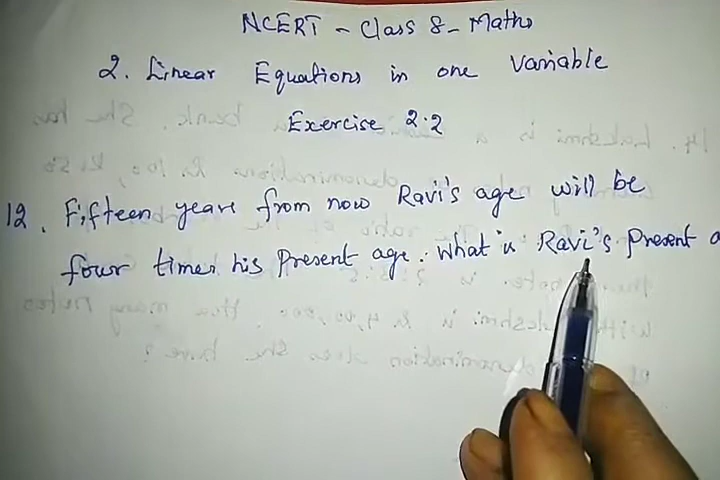 NCERT - Class 8 - Maths
2. Linear Equations in one Variable
Exercise 2.2
12. Fifteen years from now Ravi's age will be
four times his Present age. What is Ravi's Present a